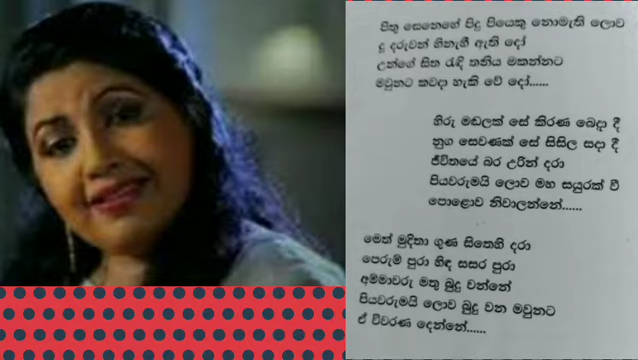 පිතු සෙනෙහේ පිදූ පියෙකු නොමැති ලොව
දූ දරුවන් හිනැහී ඇති දෝ
උන්ගේ සිත රැඳි තනිය මකන්නට
මවුනට කවදා හැකි වේ දෝ......
හිරු මඬලක් සේ කිරණ බෙදා දී
නුග සෙවණක් සේ සිසිල සදා දී
ජීවිතයේ බර උරින් දරා
පියවරුමයි ලොව මහ සයුරක් වී
පොළොව නිවාලන්නේ......
මෙත් මුදිතා ගුණ සිතෙහි දරා
පෙරුම් පුරා හිඳ සසර පුරා
අම්මාවරු මතු බුදු වන්නේ
පියවරුමයි ලොව බුදු වන මවුනට
ඒ විවරණ දෙන්නේ......